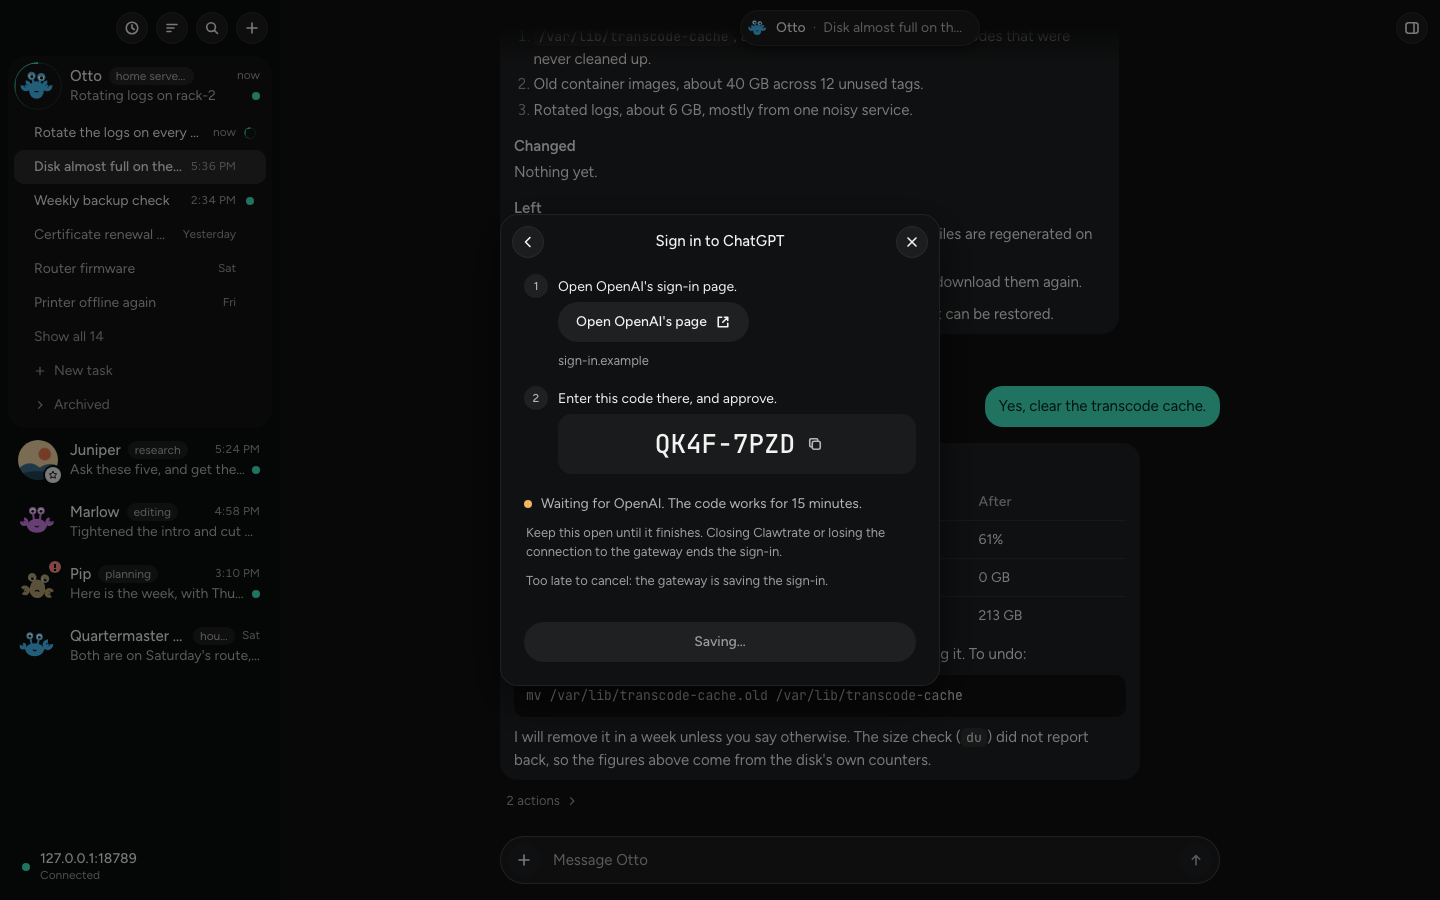 Otto · Disk almost full on th...
Otto home serve... now
Rotating logs on rack-2
Rotate the logs on every ... now
Disk almost full on the... 5:36 PM
Weekly backup check 2:34 PM
Certificate renewal ... Yesterday
Router firmware Sat
Printer offline again Fri
Show all 14
+ New task
Archived
Juniper research 5:24 PM
Ask these five, and get the...
Marlow editing 4:58 PM
Tightened the intro and cut ...
Pip planning 3:10 PM
Here is the week, with Thu...
Quartermaster ... hou... Sat
Both are on Saturday's route,...
127.0.0.1:18789
Connected
1. /var/lib/transcode-cache, des that were
never cleaned up.
2. Old container images, about 40 GB across 12 unused tags.
3. Rotated logs, about 6 GB, mostly from one noisy service.
Changed
Nothing yet.
Left
iles are regenerated on
download them again.
can be restored.
Yes, clear the transcode cache.
Sign in to ChatGPT
1 Open OpenAI's sign-in page.
Open OpenAI's page
sign-in.example
2 Enter this code there, and approve.
QK4F-7PZD
Waiting for OpenAI. The code works for 15 minutes.
Keep this open until it finishes. Closing Clawtrate or losing the
connection to the gateway ends the sign-in.
Too late to cancel: the gateway is saving the sign-in.
Saving...
After
61%
0 GB
213 GB
g it. To undo:
mv /var/lib/transcode-cache.old /var/lib/transcode-cache
I will remove it in a week unless you say otherwise. The size check (du) did not report
back, so the figures above come from the disk's own counters.
2 actions
Message Otto